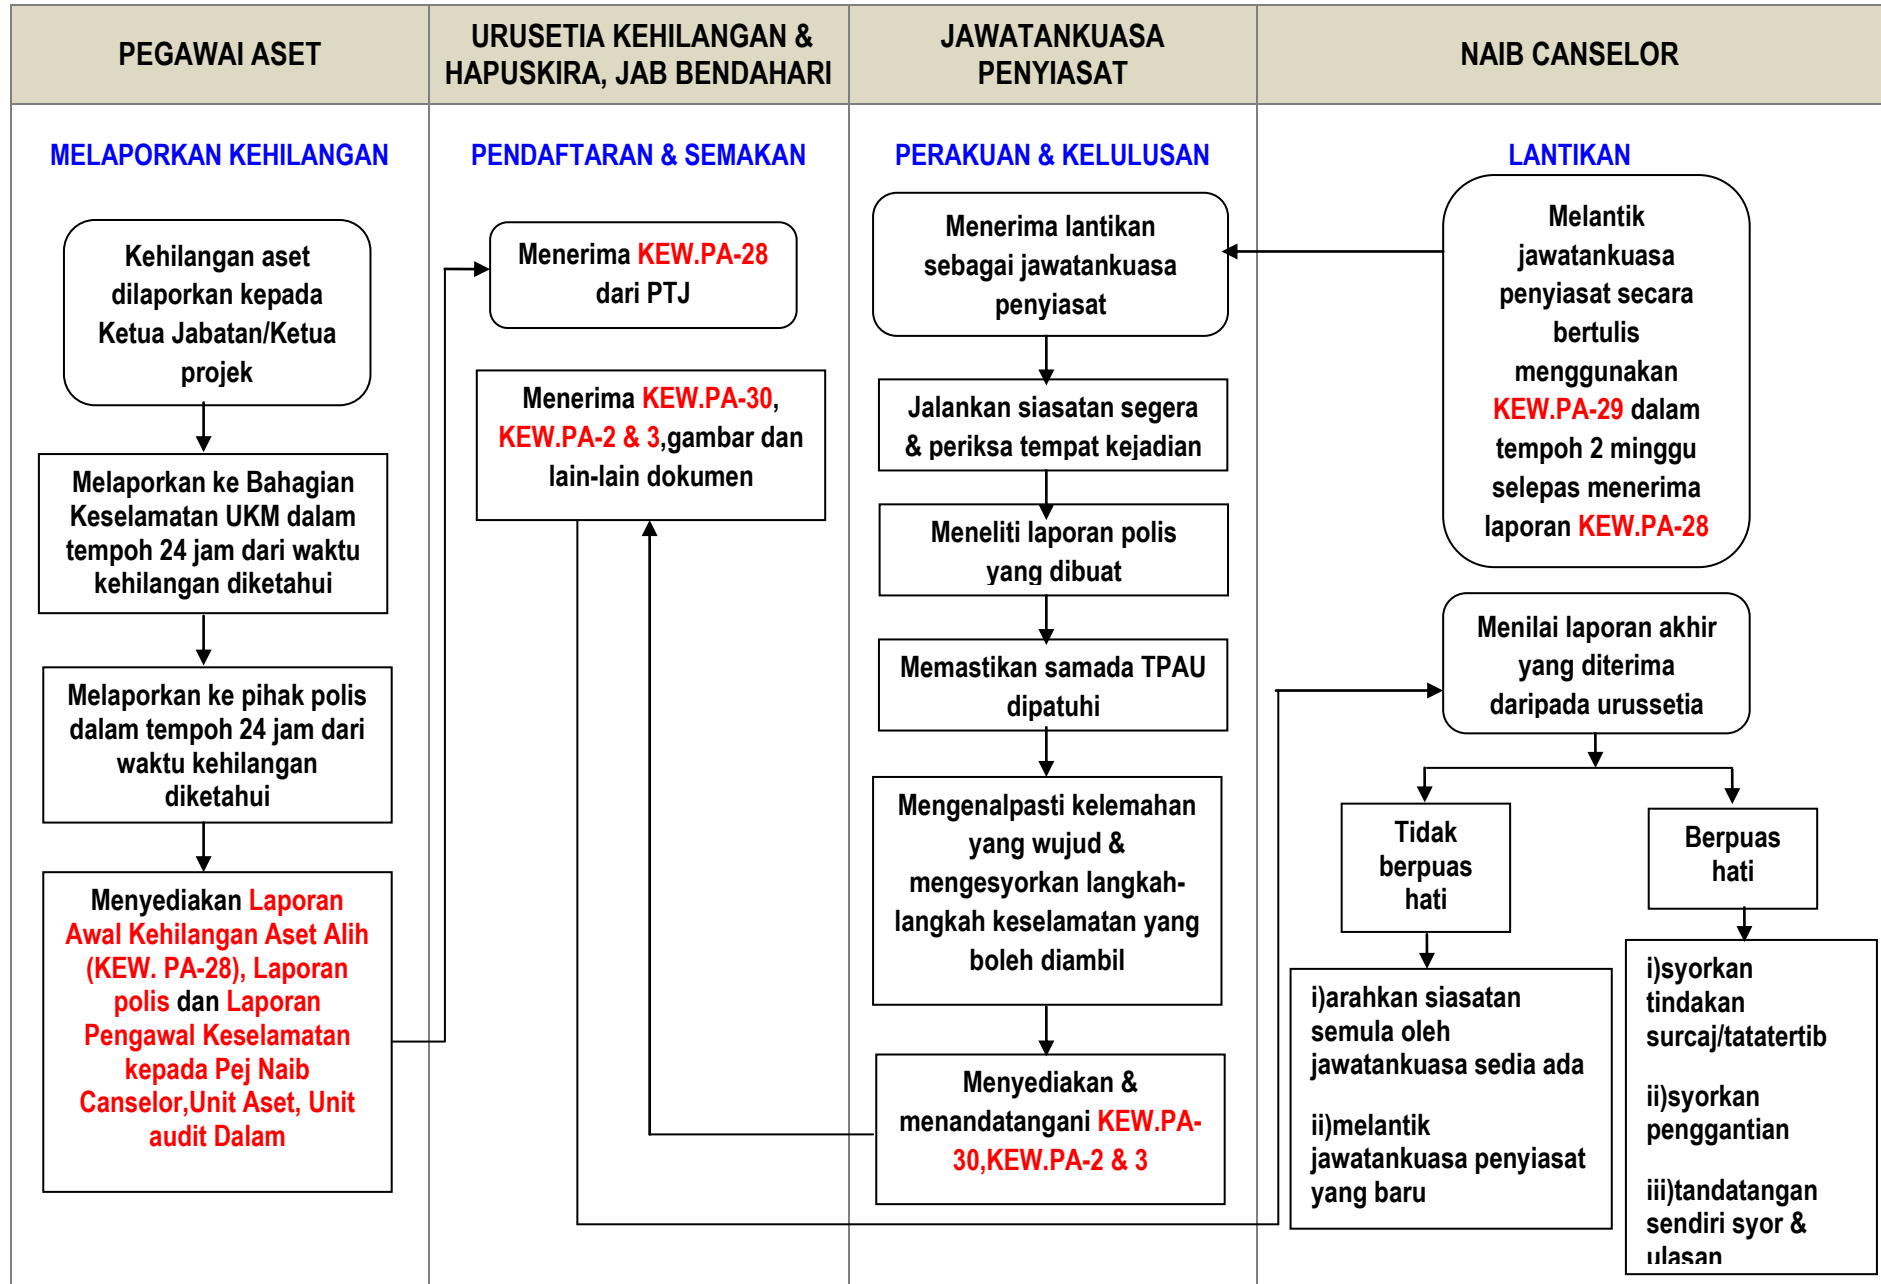 PEGAWAI ASET
URUSETIA KEHILANGAN &
HAPUSKIRA, JAB BENDAHARI
JAWATANKUASA
PENYIASAT
NAIB CANSELOR
MELAPORKAN KEHILANGAN
Kehilangan aset
dilaporkan kepada
Ketua Jabatan/Ketua
projek
Melaporkan ke Bahagian
Keselamatan UKM dalam
tempoh 24 jam dari waktu
kehilangan diketahui
Melaporkan ke pihak polis
dalam tempoh 24 jam dari
waktu kehilangan
diketahui
Menyediakan Laporan
Awal Kehilangan Aset Alih
(KEW. PA-28), Laporan
polis dan Laporan
Pengawal Keselamatan
kepada Pej Naib
Canselor,Unit Aset, Unit
audit Dalam
PENDAFTARAN & SEMAKAN
Menerima KEW.PA-28
dari PTJ
Menerima KEW.PA-30,
KEW.PA-2 & 3,gambar dan
lain-lain dokumen
PERAKUAN & KELULUSAN
Menerima lantikan
sebagai jawatankuasa
penyiasat
Jalankan siasatan segera
& periksa tempat kejadian
Meneliti laporan polis
yang dibuat
Memastikan samada TPAU
dipatuhi
Mengenalpasti kelemahan
yang wujud &
mengesyorkan langkah-
langkah keselamatan yang
boleh diambil
Menyediakan &
menandatangani KEW.PA-
30,KEW.PA-2 & 3
LANTIKAN
Melantik
jawatankuasa
penyiasat secara
bertulis
menggunakan
KEW.PA-29 dalam
tempoh 2 minggu
selepas menerima
laporan KEW.PA-28
Menilai laporan akhir
yang diterima
daripada urussetia
Tidak
berpuas
hati
i)arahkan siasatan
semula oleh
jawatankuasa sedia ada
ii)melantik
jawatankuasa penyiasat
yang baru
Berpuas
hati
i)syorkan
tindakan
surcaj/tatatertib
ii)syorkan
penggantian
iii)tandatangan
sendiri syor &
ulasan